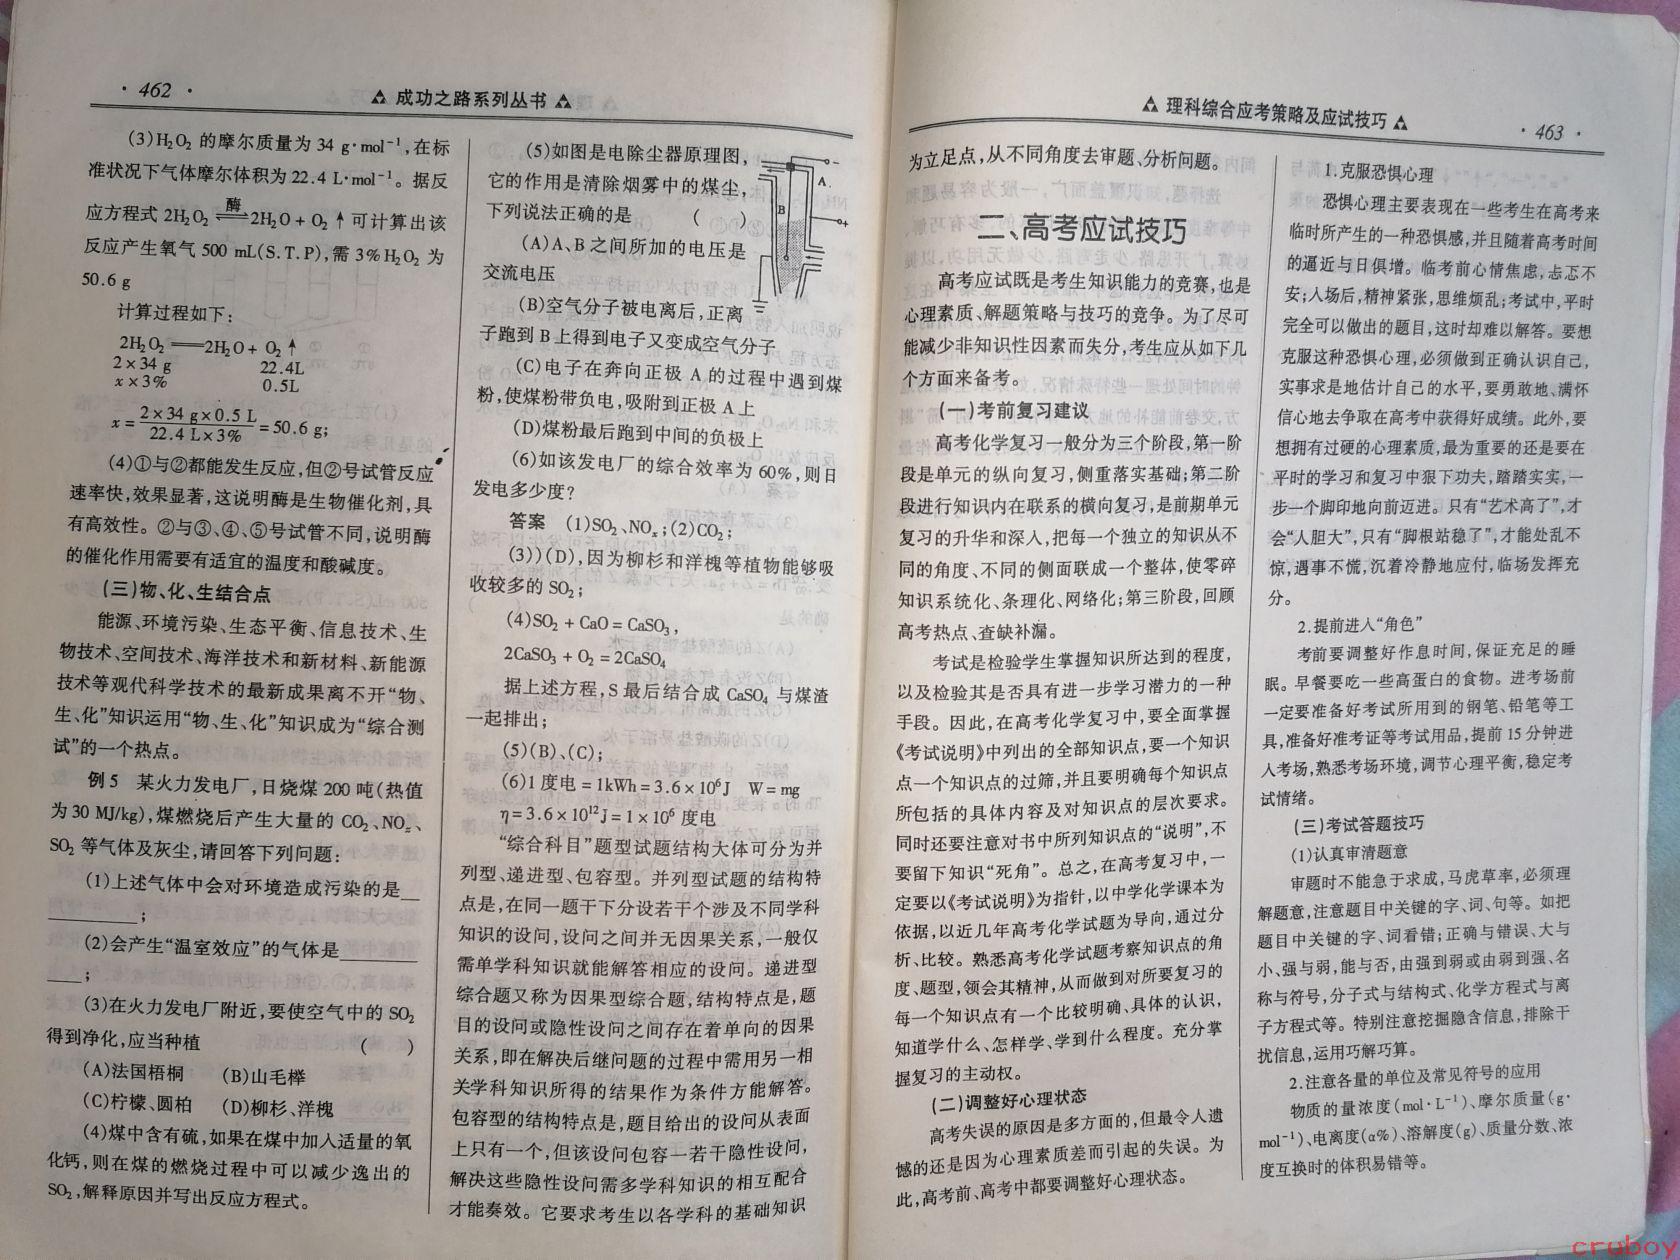 · 462 ·
成功之路系列丛书
(3)H₂O₂ 的摩尔质量为 34 g·mol⁻¹,在标
准状况下气体摩尔体积为 22.4 L·mol⁻¹。据反
应方程式 2H₂O₂ ⇌(酶) 2H₂O + O₂↑可计算出该
反应产生氧气 500 mL(S.T.P),需 3% H₂O₂ 为
50.6 g
计算过程如下:
2H₂O₂ ══ 2H₂O + O₂↑
2×34 g 22.4L
x×3% 0.5L
x = 2×34 g×0.5 L / 22.4 L×3% = 50.6 g;
(4)①与②都能发生反应,但②号试管反应
速率快,效果显著,这说明酶是生物催化剂,具
有高效性。②与③、④、⑤号试管不同,说明酶
的催化作用需要有适宜的温度和酸碱度。
(三)物、化、生结合点
能源、环境污染、生态平衡、信息技术、生
物技术、空间技术、海洋技术和新材料、新能源
技术等现代科学技术的最新成果离不开“物、
生、化”知识运用“物、生、化”知识成为“综合测
试”的一个热点。
例 5 某火力发电厂,日烧煤 200 吨(热值
为 30 MJ/kg),煤燃烧后产生大量的 CO₂、NO₂、
SO₂ 等气体及灰尘,请回答下列问题:
(1)上述气体中会对环境造成污染的是
;
(2)会产生“温室效应”的气体是
;
(3)在火力发电厂附近,要使空气中的 SO₂
得到净化,应当种植 ( )
(A)法国梧桐 (B)山毛榉
(C)柠檬、圆柏 (D)柳杉、洋槐
(4)煤中含有硫,如果在煤中加入适量的氧
化钙,则在煤的燃烧过程中可以减少逸出的
SO₂,解释原因并写出反应方程式。
(5)如图是电除尘器原理图,
它的作用是清除烟雾中的煤尘,
下列说法正确的是 ( )
(A)A、B 之间所加的电压是
交流电压
(B)空气分子被电离后,正离
子跑到 B 上得到电子又变成空气分子
A
B
−
+
(C)电子在奔向正极 A 的过程中遇到煤
粉,使煤粉带负电,吸附到正极 A 上
(D)煤粉最后跑到中间的负极上
(6)如该发电厂的综合效率为 60%,则日
发电多少度?
答案 (1)SO₂、NOₓ;(2)CO₂;
(3))(D),因为柳杉和洋槐等植物能够吸
收较多的 SO₂;
(4)SO₂ + CaO = CaSO₃,
2CaSO₃ + O₂ = 2CaSO₄
据上述方程,S 最后结合成 CaSO₄ 与煤渣
一起排出;
(5)(B)、(C);
(6)1 度电 = 1kWh = 3.6×10⁶J W = mg
η = 3.6×10¹²J = 1×10⁶ 度电
“综合科目”题型试题结构大体可分为并
列型、递进型、包容型。并列型试题的结构特
点是,在同一题干下分设若干个涉及不同学科
知识的设问,设问之间并无因果关系,一般仅
需单学科知识就能解答相应的设问。递进型
综合题又称为因果型综合题,结构特点是,题
目的设问或隐性设问之间存在着单向的因果
关系,即在解决后继问题的过程中需用另一相
关学科知识所得的结果作为条件方能解答。
包容型的结构特点是,题目给出的设问从表面
上只有一个,但该设问包容一若干隐性设问,
解决这些隐性设问需多学科知识的相互配合
才能奏效。它要求考生以各学科的基础知识
理科综合应考策略及应试技巧
· 463 ·
为立足点,从不同角度去审题、分析问题。
二、高考应试技巧
高考应试既是考生知识能力的竞赛,也是
心理素质、解题策略与技巧的竞争。为了尽可
能减少非知识性因素而失分,考生应从如下几
个方面来备考。
(一)考前复习建议
高考化学复习一般分为三个阶段,第一阶
段是单元的纵向复习,侧重落实基础;第二阶
段进行知识内在联系的横向复习,是前期单元
复习的升华和深入,把每一个独立的知识从不
同的角度、不同的侧面联成一个整体,使零碎
知识系统化、条理化、网络化;第三阶段,回顾
高考热点、查缺补漏。
考试是检验学生掌握知识所达到的程度,
以及检验其是否具有进一步学习潜力的一种
手段。因此,在高考化学复习中,要全面掌握
《考试说明》中列出的全部知识点,要一个知识
点一个知识点的过筛,并且要明确每个知识点
所包括的具体内容及对知识点的层次要求。
同时还要注意对书中所列知识点的“说明”,不
要留下知识“死角”。总之,在高考复习中,一
定要以《考试说明》为指针,以中学化学课本为
依据,以近几年高考化学试题为导向,通过分
析、比较。熟悉高考化学试题考察知识点的角
度、题型,领会其精神,从而做到对所要复习的
每一个知识点有一个比较明确、具体的认识,
知道学什么、怎样学、学到什么程度。充分掌
握复习的主动权。
(二)调整好心理状态
高考失误的原因是多方面的,但最令人遗
憾的还是因为心理素质差而引起的失误。为
此,高考前、高考中都要调整好心理状态。
1.克服恐惧心理
恐惧心理主要表现在一些考生在高考来
临时所产生的一种恐惧感,并且随着高考时间
的逼近与日俱增。临考前心情焦虑,忐忑不
安;入场后,精神紧张,思维烦乱;考试中,平时
完全可以做出的题目,这时却难以解答。要想
克服这种恐惧心理,必须做到正确认识自己,
实事求是地估计自己的水平,要勇敢地、满怀
信心地去争取在高考中获得好成绩。此外,要
想拥有过硬的心理素质,最为重要的还是要在
平时的学习和复习中狠下功夫,踏踏实实,一
步一个脚印地向前迈进。只有“艺术高了”,才
会“人胆大”,只有“脚根站稳了”,才能处乱不
惊,遇事不慌,沉着冷静地应付,临场发挥充
分。
2.提前进入“角色”
考前要调整好作息时间,保证充足的睡
眠。早餐要吃一些高蛋白的食物。进考场前
一定要准备好考试所用到的钢笔、铅笔等工
具,准备好准考证等考试用品,提前 15 分钟进
入考场,熟悉考场环境,调节心理平衡,稳定考
试情绪。
(三)考试答题技巧
(1)认真审清题意
审题时不能急于求成,马虎草率,必须理
解题意,注意题目中关键的字、词、句等。如把
题目中关键的字、词看错;正确与错误、大与
小、强与弱,能与否,由强到弱或由弱到强、名
称与符号,分子式与结构式、化学方程式与离
子方程式等。特别注意挖掘隐含信息,排除干
扰信息,运用巧解巧算。
2.注意各量的单位及常见符号的应用
物质的量浓度(mol·L⁻¹)、摩尔质量(g·
mol⁻¹)、电离度(α%)、溶解度(g)、质量分数、浓
度互换时的体积易错等。
cruboy